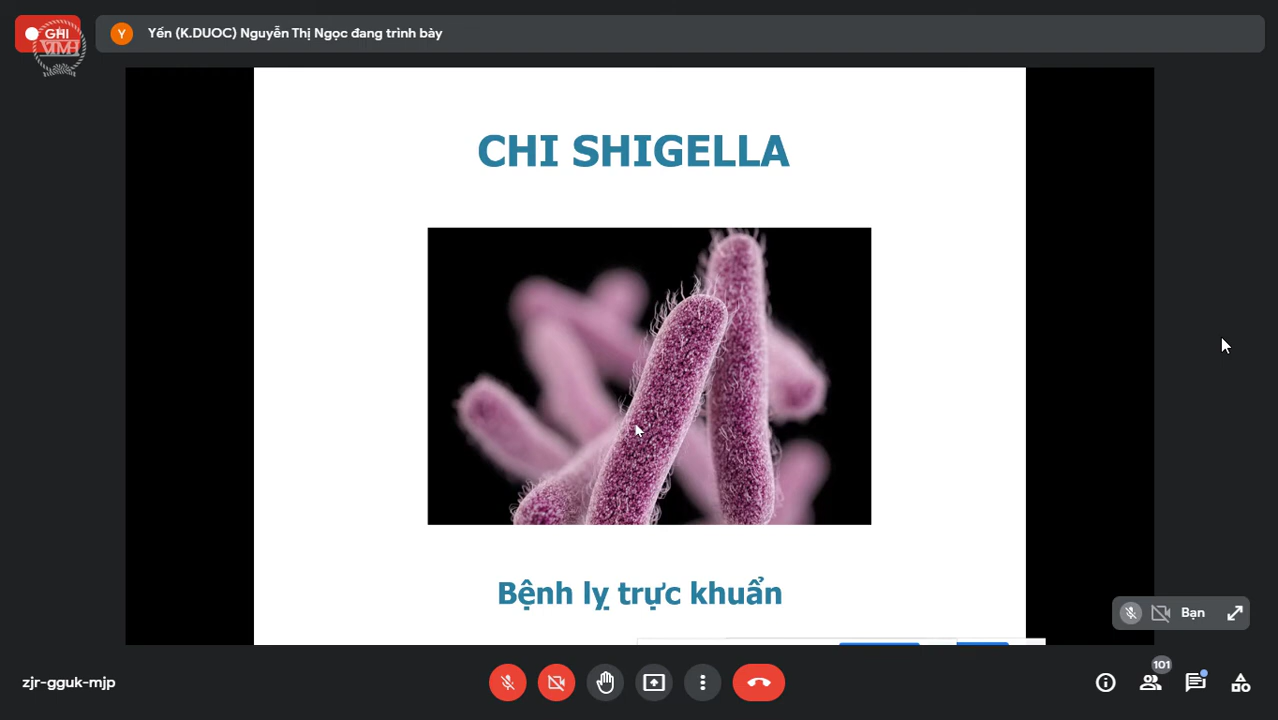 GHI
VTMH
Y
Yến (K.DUOC) Nguyễn Thị Ngọc đang trình bày
CHI SHIGELLA
Bệnh lỵ trực khuẩn
Bạn
zjr-gguk-mjp
101